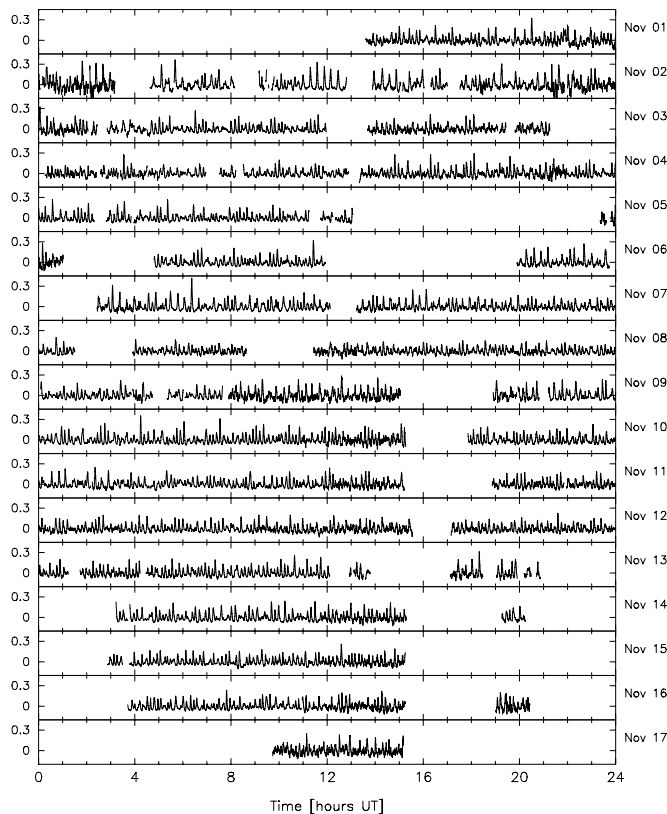 0.3
0
Nov 01
0.3
0
Nov 02
0.3
0
Nov 03
0.3
0
Nov 04
0.3
0
Nov 05
0.3
0
Nov 06
0.3
0
Nov 07
0.3
0
Nov 08
0.3
0
Nov 09
0.3
0
Nov 10
0.3
0
Nov 11
0.3
0
Nov 12
0.3
0
Nov 13
0.3
0
Nov 14
0.3
0
Nov 15
0.3
0
Nov 16
0.3
0
Nov 17
0 4 8 12 16 20 24
Time [hours UT]